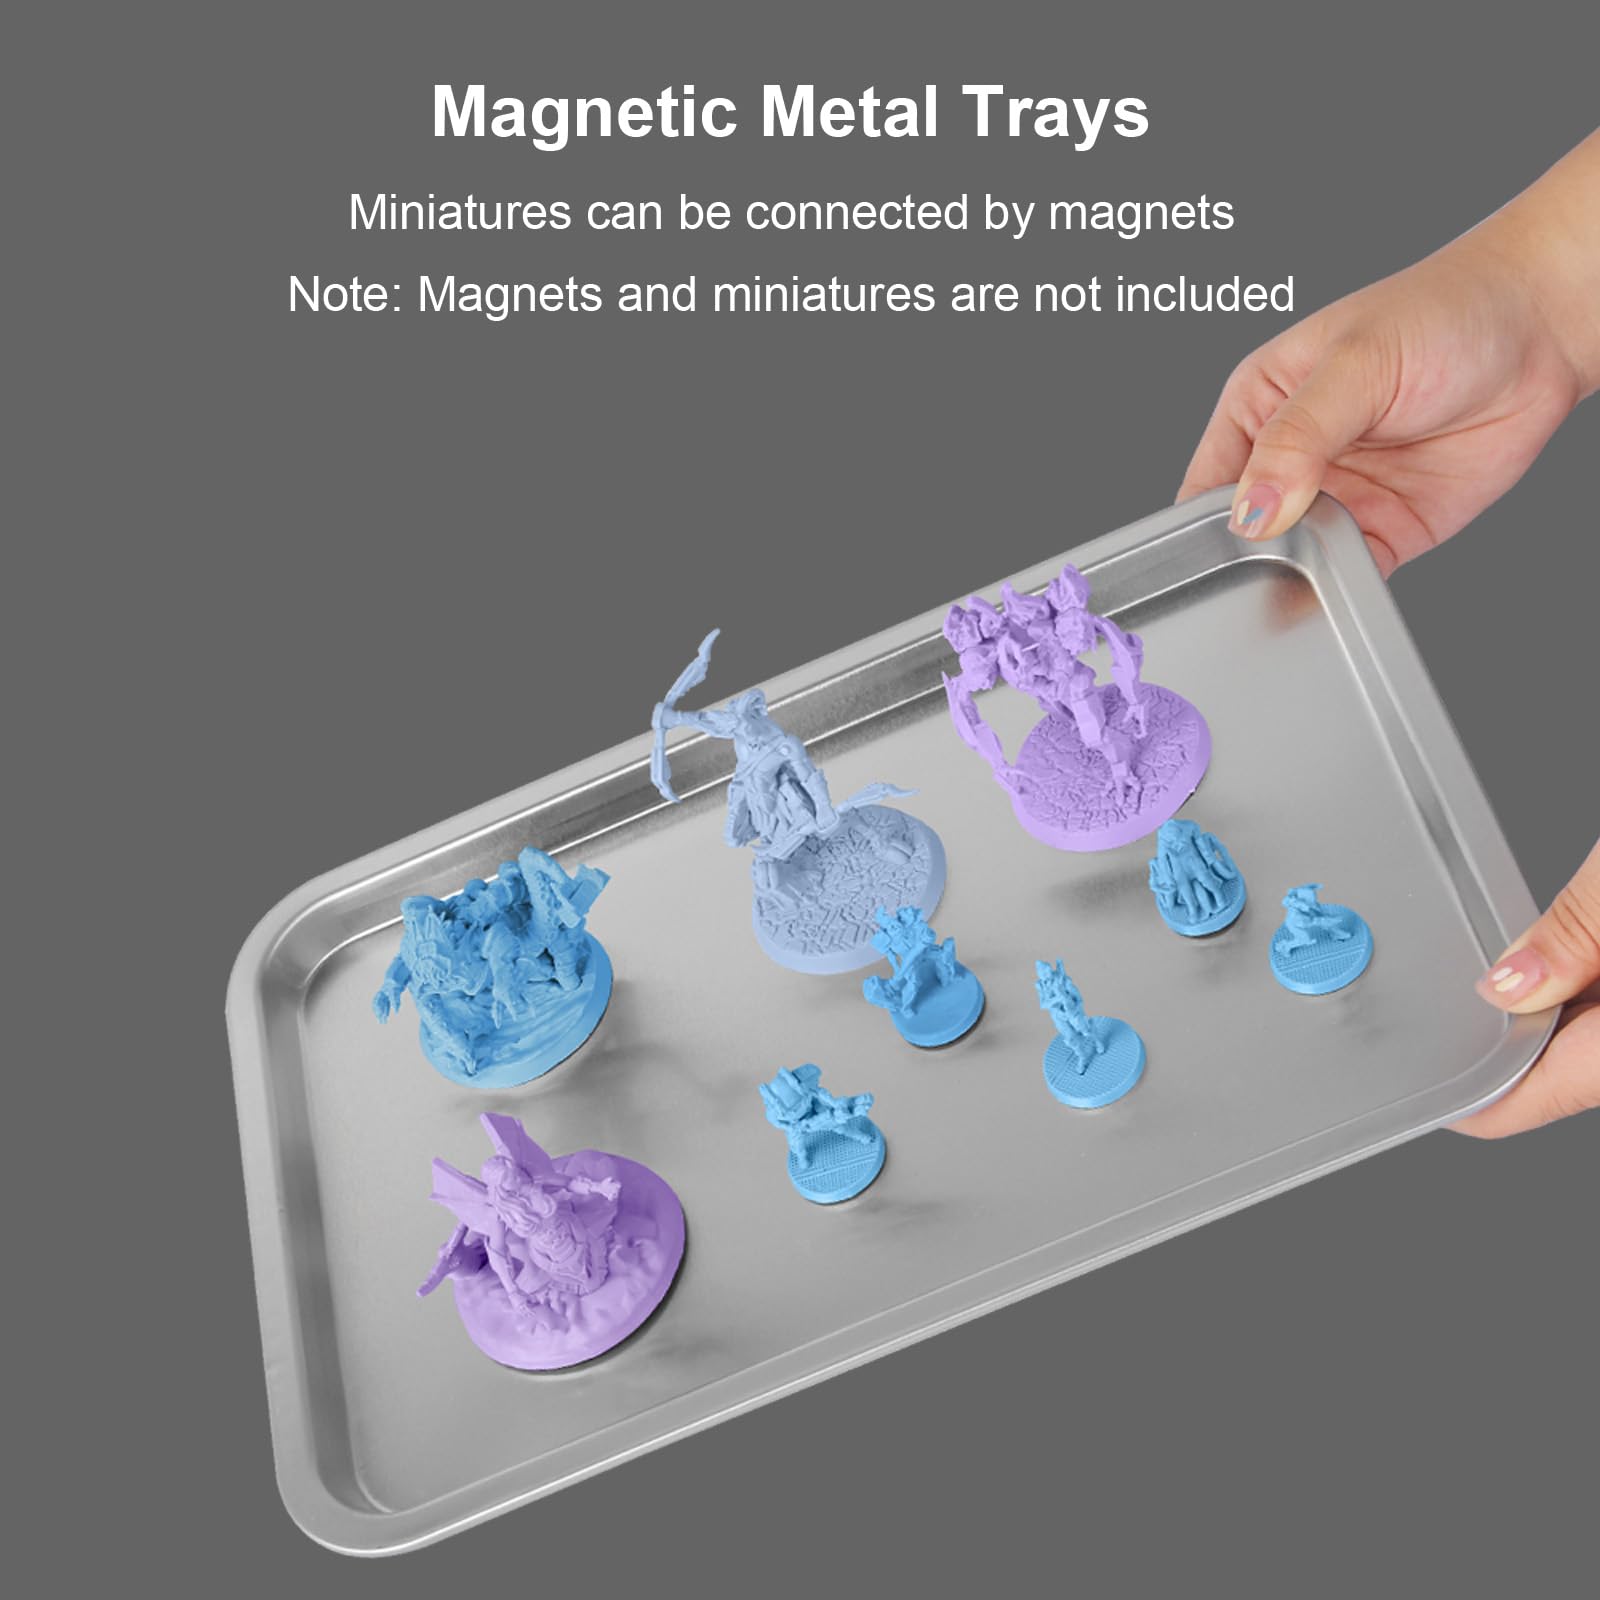 Magnetic Metal Trays
Miniatures can be connected by magnets
Note: Magnets and miniatures are not included